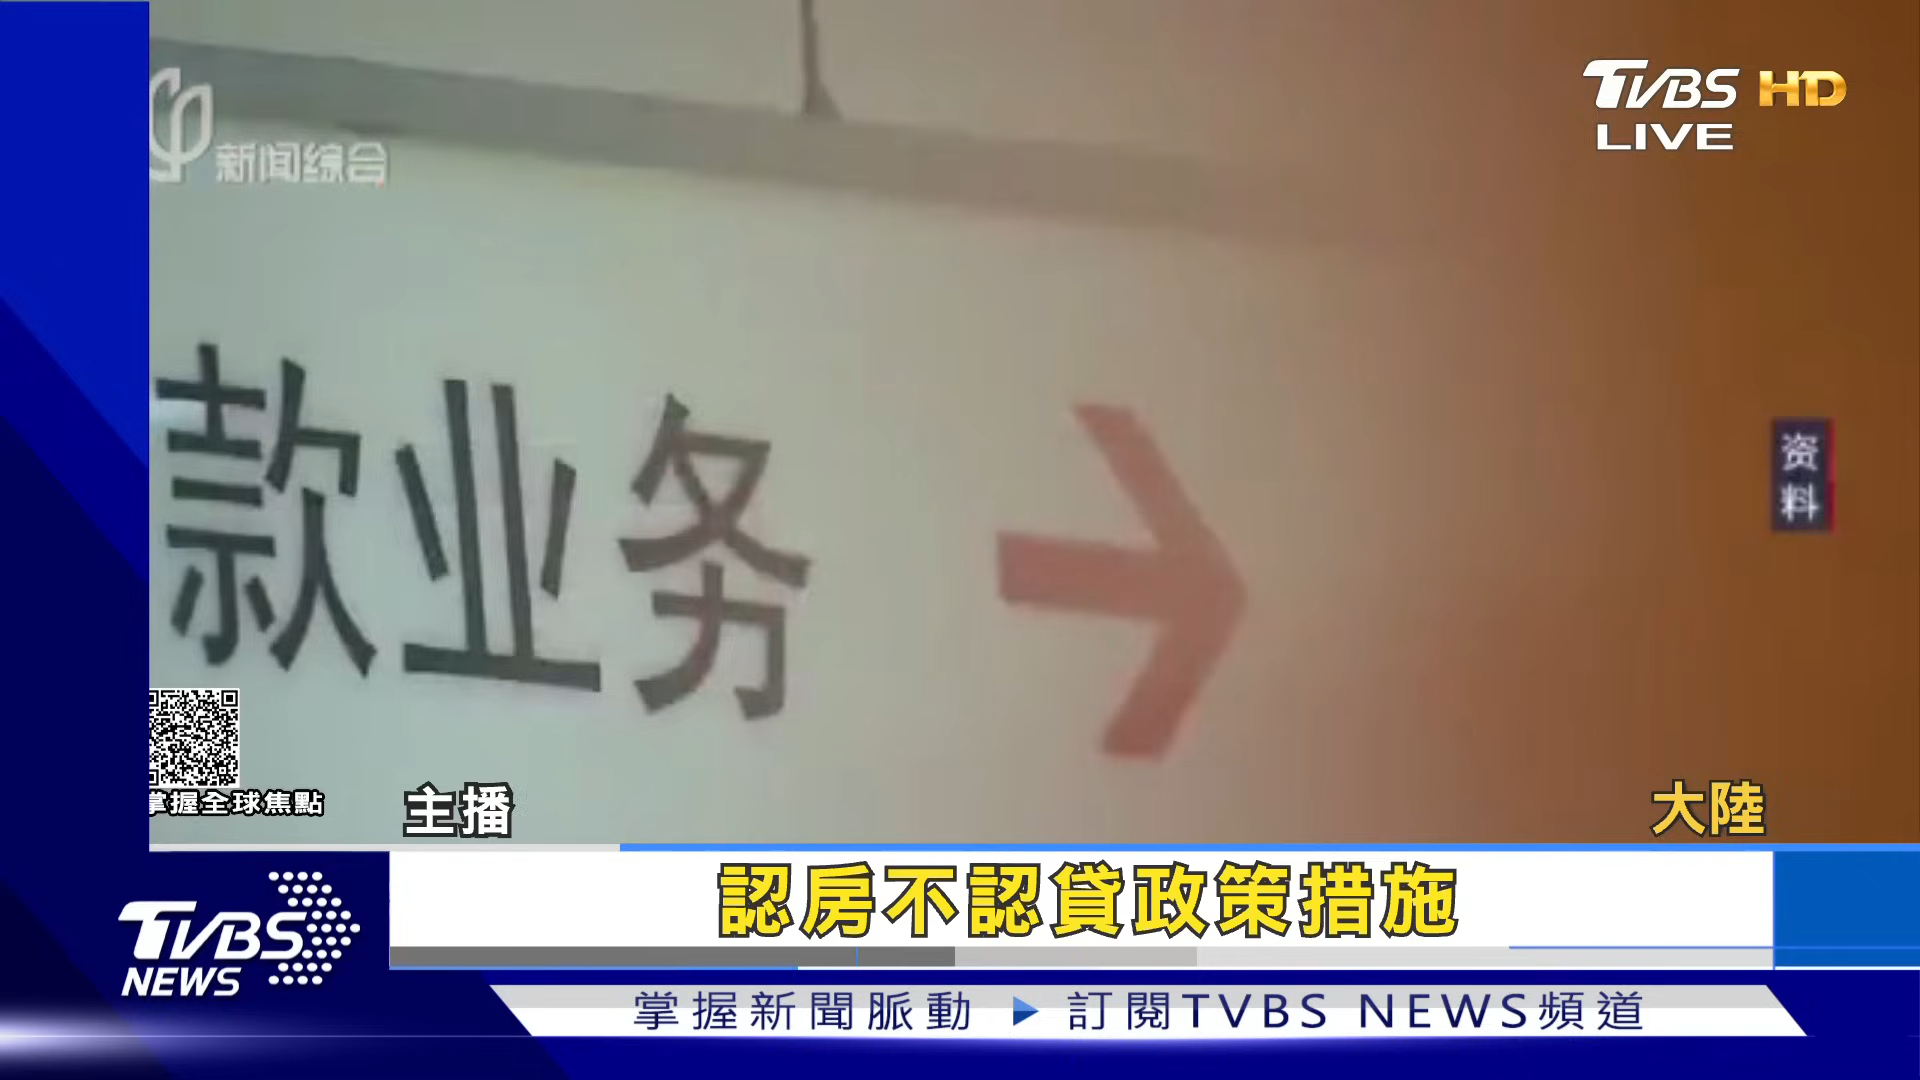 TVBS HD
LIVE
新闻综合
款业务
资料
掌握全球焦點
主播
大陸
認房不認貸政策措施
TVBS
NEWS
掌握新聞脈動
訂閱TVBS NEWS頻道